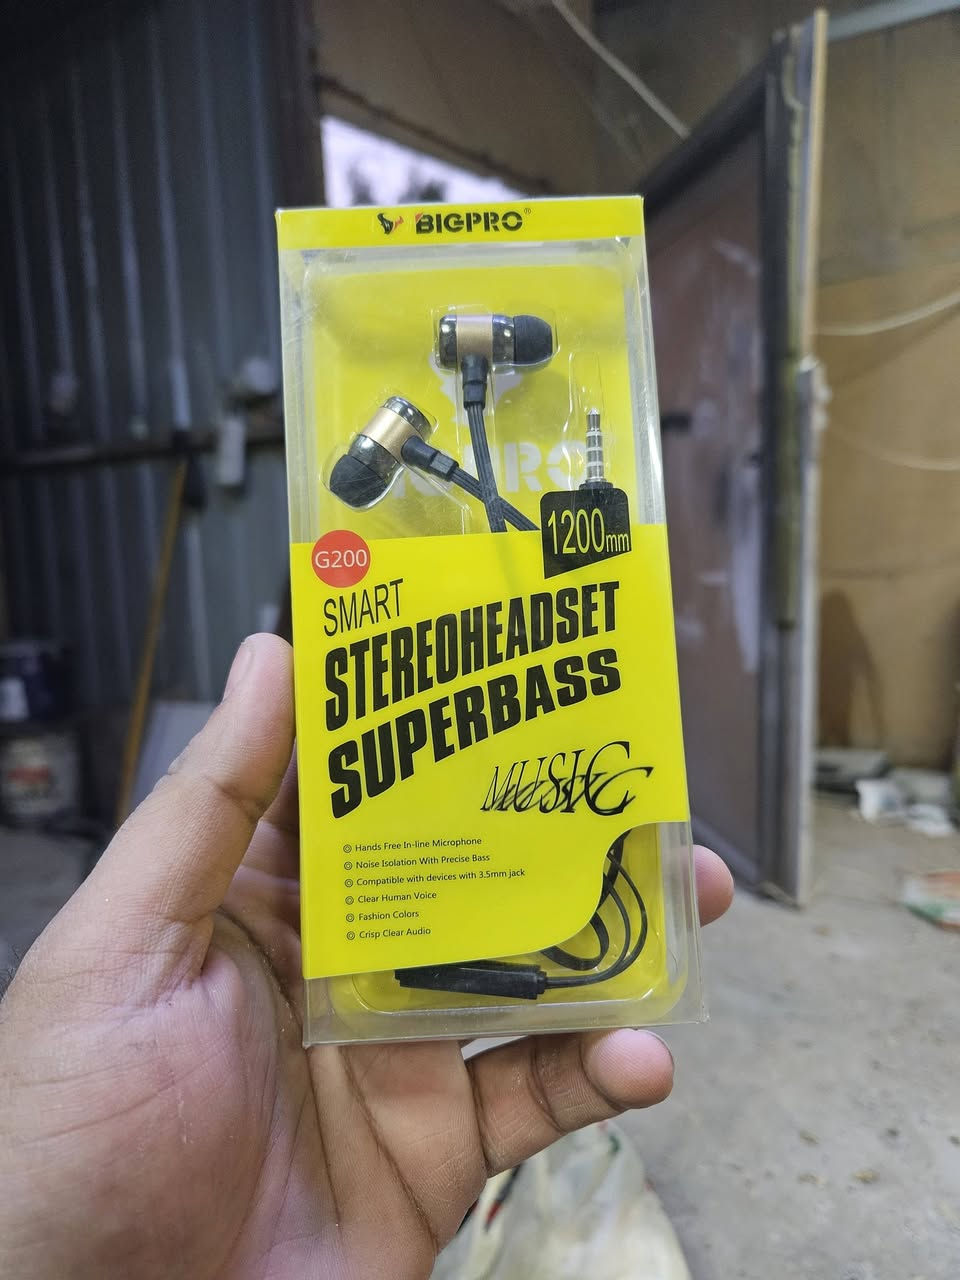 BIGPRO®
PRO
1200mm
G200
SMART
STEREOHEADSET
SUPERBASS
MUSIC
◎ Hands Free In-line Microphone
◎ Noise Isolation With Precise Bass
◎ Compatible with devices with 3.5mm jack
◎ Clear Human Voice
◎ Fashion Colors
◎ Crisp Clear Audio